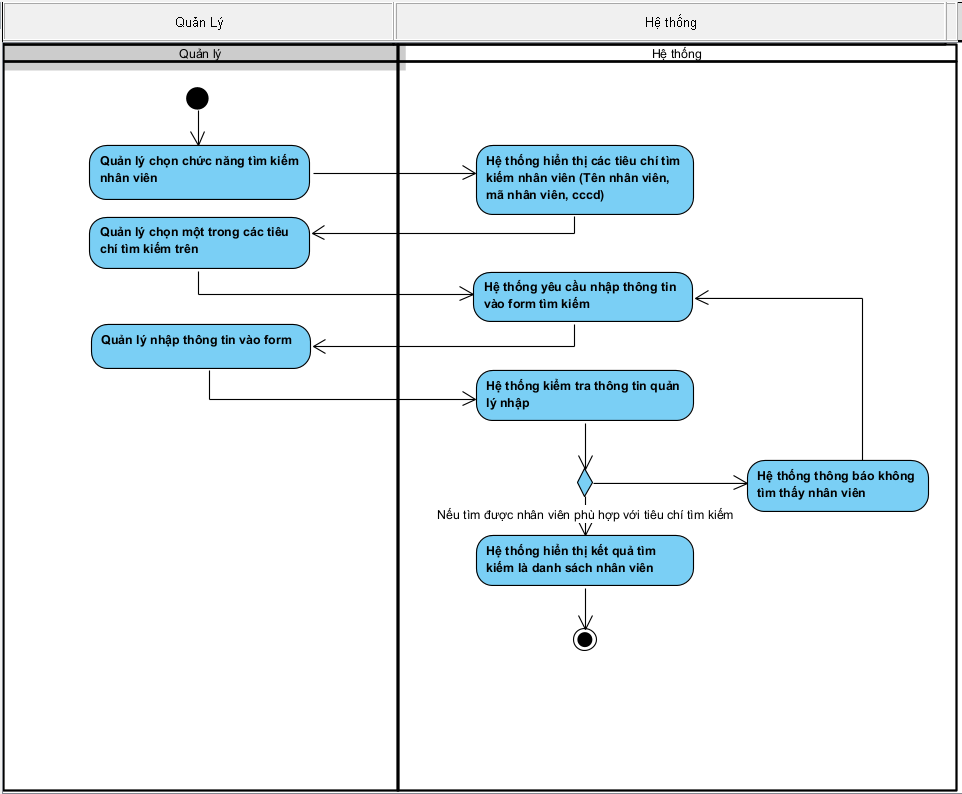 Quản Lý
Hệ thống
Quản lý
Hệ thống
Quản lý chọn chức năng tìm kiếm
nhân viên
Hệ thống hiển thị các tiêu chí tìm
kiếm nhân viên (Tên nhân viên,
mã nhân viên, cccd)
Quản lý chọn một trong các tiêu
chí tìm kiếm trên
Hệ thống yêu cầu nhập thông tin
vào form tìm kiếm
Quản lý nhập thông tin vào form
Hệ thống kiểm tra thông tin quản
lý nhập
Hệ thống thông báo không
tìm thấy nhân viên
Nếu tìm được nhân viên phù hợp với tiêu chí tìm kiếm
Hệ thống hiển thị kết quả tìm
kiếm là danh sách nhân viên